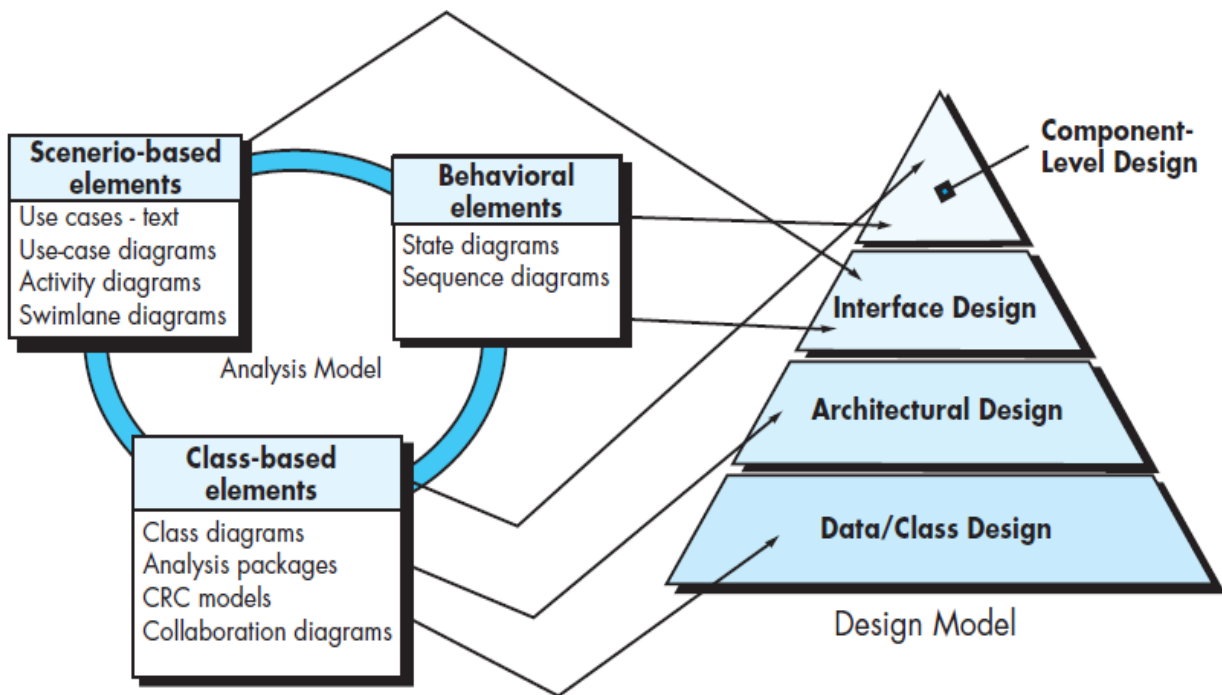 Scenerio-based
elements
Use cases - text
Use-case diagrams
Activity diagrams
Swimlane diagrams
Behavioral
elements
State diagrams
Sequence diagrams
Analysis Model
Class-based
elements
Class diagrams
Analysis packages
CRC models
Collaboration diagrams
Component-
Level Design
Interface Design
Architectural Design
Data/Class Design
Design Model